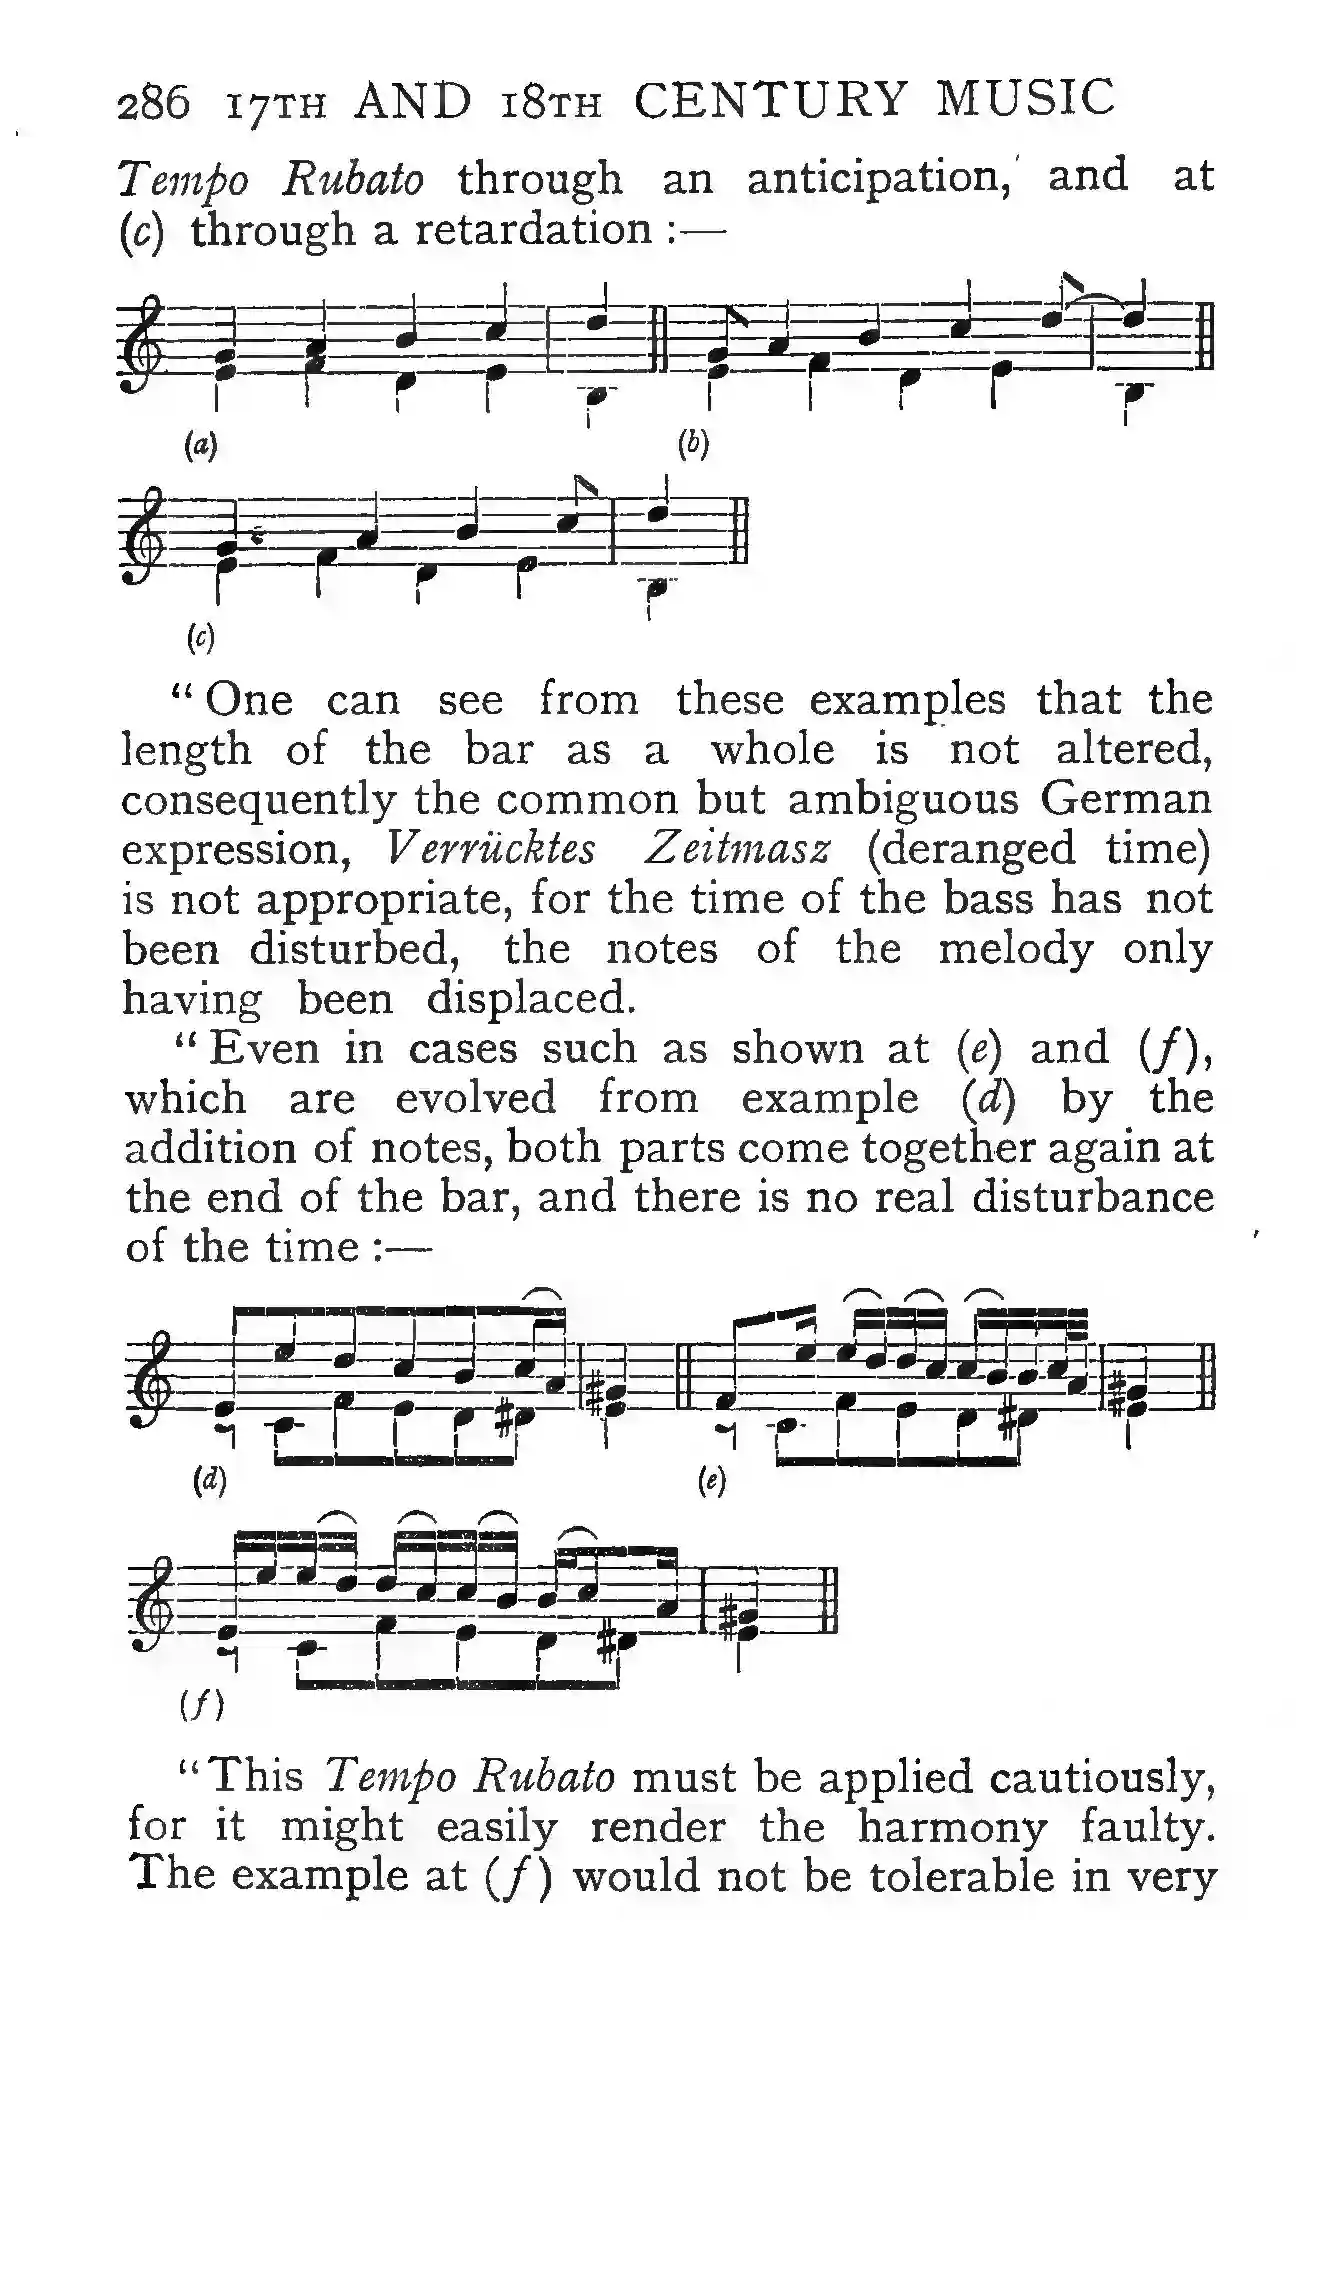 286 17TH AND 18TH CENTURY MUSIC
Tempo Rubato through an anticipation, and at
(c) through a retardation :—
(a) (b)
(c)
“ One can see from these examples that the
length of the bar as a whole is not altered,
consequently the common but ambiguous German
expression, Verrücktes Zeitmasz (deranged time)
is not appropriate, for the time of the bass has not
been disturbed, the notes of the melody only
having been displaced.
“ Even in cases such as shown at (e) and (f),
which are evolved from example (d) by the
addition of notes, both parts come together again at
the end of the bar, and there is no real disturbance
of the time :—
(d) (e)
(f)
“ This Tempo Rubato must be applied cautiously,
for it might easily render the harmony faulty.
The example at (f) would not be tolerable in very